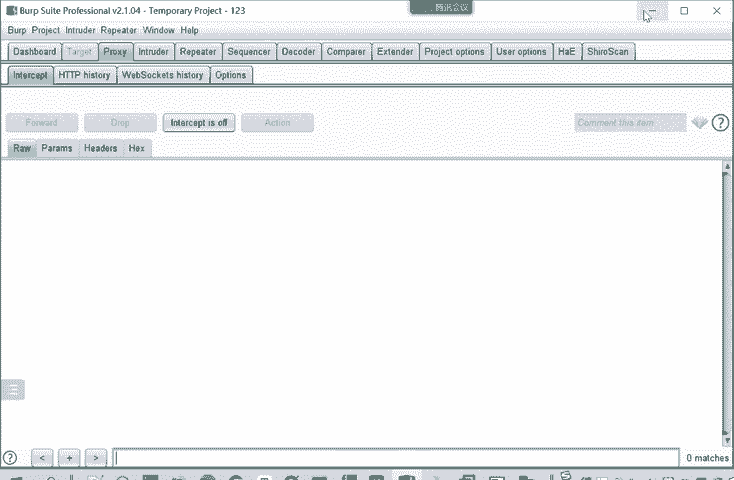 Burp Suite Professional v2.1.04 - Temporary Project - 123
腾讯会议
Burp Project Intruder Repeater Window Help
Dashboard Target Proxy Intruder Repeater Sequencer Decoder Comparer Extender Project options User options HaE ShiroScan
Intercept HTTP history WebSockets history Options
Forward Drop Intercept is off Action Comment this item ?
Raw Params Headers Hex
? < + > 0 matches